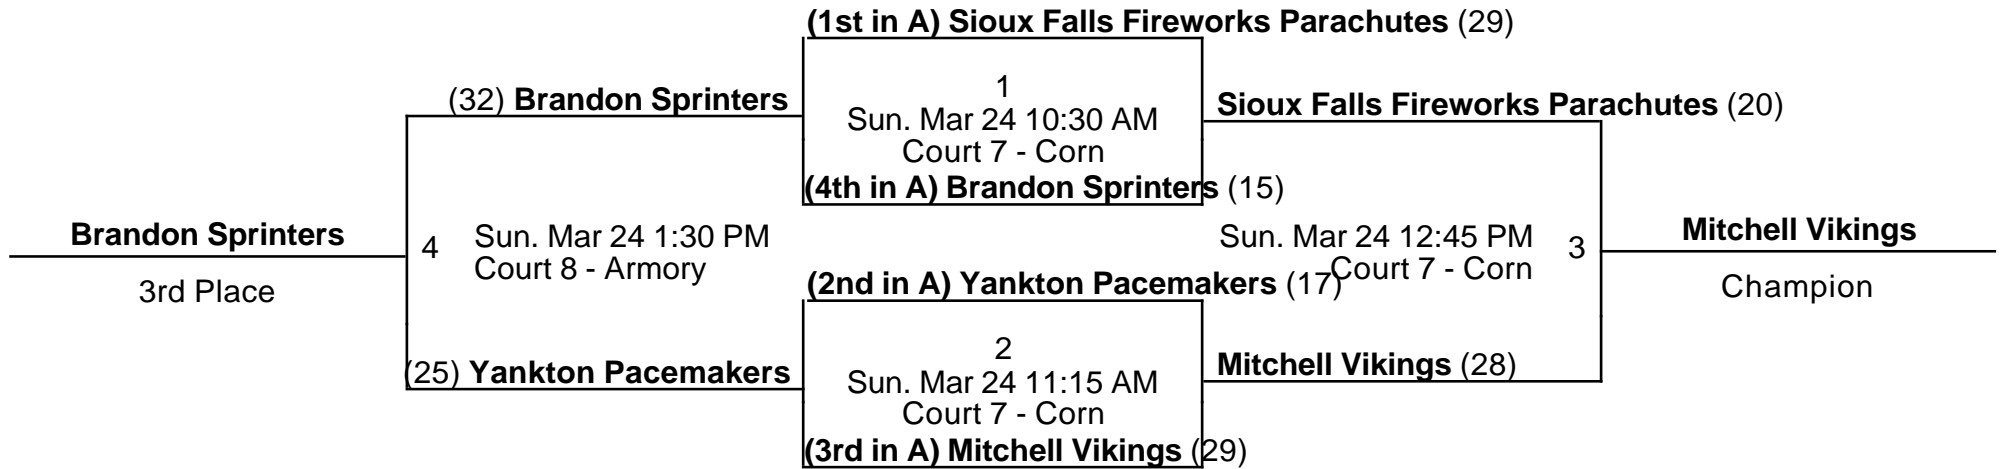 (1st in A) Sioux Falls Fireworks Parachutes (29)
(32) Brandon Sprinters
1
Sun. Mar 24 10:30 AM
Court 7 - Corn
Sioux Falls Fireworks Parachutes (20)
(4th in A) Brandon Sprinters (15)
Brandon Sprinters
3rd Place
4
Sun. Mar 24 1:30 PM
Court 8 - Armory
Sun. Mar 24 12:45 PM
Court 7 - Corn
3
Mitchell Vikings
Champion
(2nd in A) Yankton Pacemakers (17)
(25) Yankton Pacemakers
2
Sun. Mar 24 11:15 AM
Court 7 - Corn
Mitchell Vikings (28)
(3rd in A) Mitchell Vikings (29)